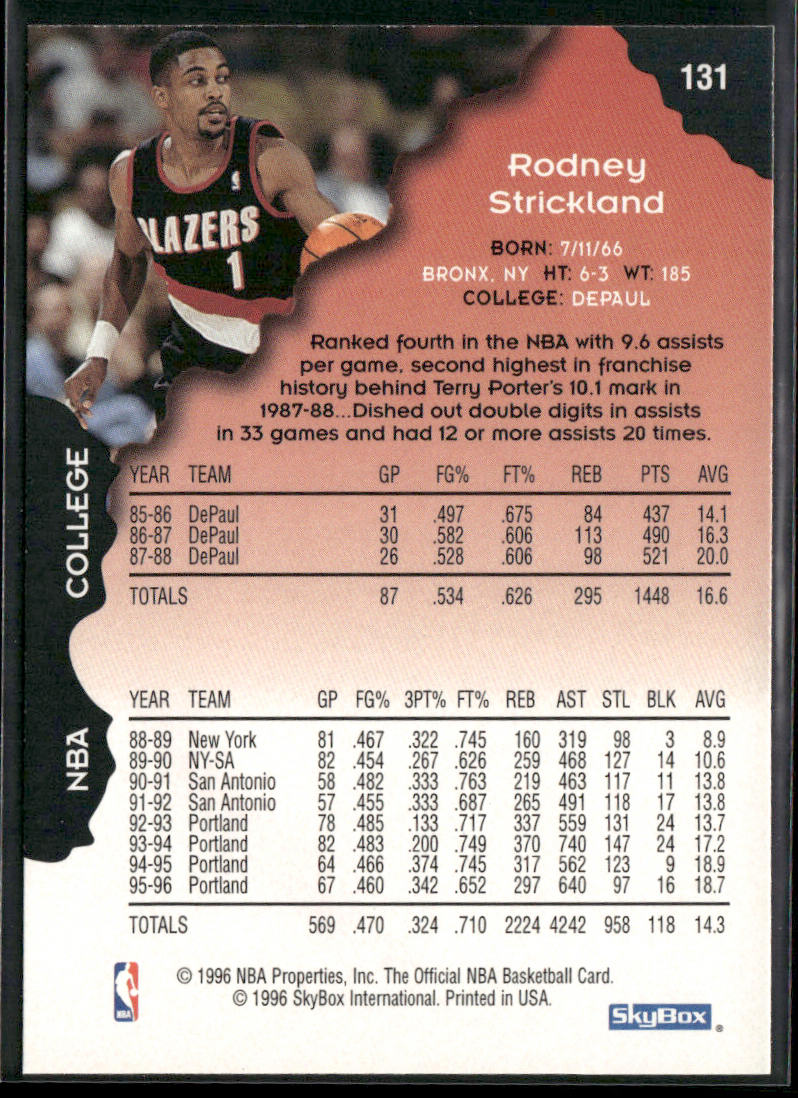 131
Rodney
Strickland
BORN: 7/11/66
BRONX, NY HT: 6-3 WT: 185
COLLEGE: DEPAUL
LAZERS
1
Ranked fourth in the NBA with 9.6 assists
per game, second highest in franchise
history behind Terry Porter's 10.1 mark in
1987-88...Dished out double digits in assists
in 33 games and had 12 or more assists 20 times.
COLLEGE
YEAR TEAM GP FG% FT% REB PTS AVG
85-86 DePaul 31 .497 .675 84 437 14.1
86-87 DePaul 30 .582 .606 113 490 16.3
87-88 DePaul 26 .528 .606 98 521 20.0
TOTALS 87 .534 .626 295 1448 16.6
NBA
YEAR TEAM GP FG% 3PT% FT% REB AST STL BLK AVG
88-89 New York 81 .467 .322 .745 160 319 98 3 8.9
89-90 NY-SA 82 .454 .267 .626 259 468 127 14 10.6
90-91 San Antonio 58 .482 .333 .763 219 463 117 11 13.8
91-92 San Antonio 57 .455 .333 .687 265 491 118 17 13.8
92-93 Portland 78 .485 .133 .717 337 559 131 24 13.7
93-94 Portland 82 .483 .200 .749 370 740 147 24 17.2
94-95 Portland 64 .466 .374 .745 317 562 123 9 18.9
95-96 Portland 67 .460 .342 .652 297 640 97 16 18.7
TOTALS 569 .470 .324 .710 2224 4242 958 118 14.3
NBA
© 1996 NBA Properties, Inc. The Official NBA Basketball Card.
© 1996 SkyBox International. Printed in USA.
SkyBox ®